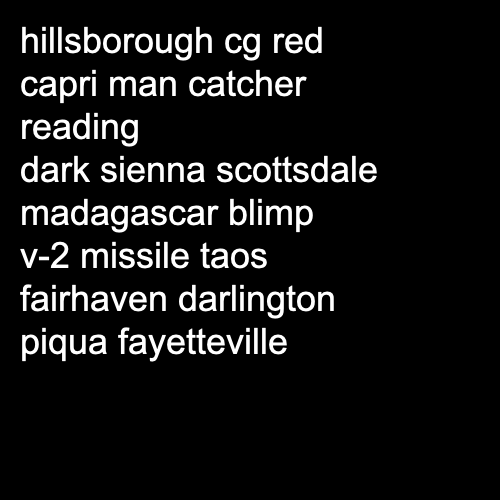 hillsborough cg red
capri man catcher
reading
dark sienna scottsdale
madagascar blimp
v-2 missile taos
fairhaven darlington
piqua fayetteville